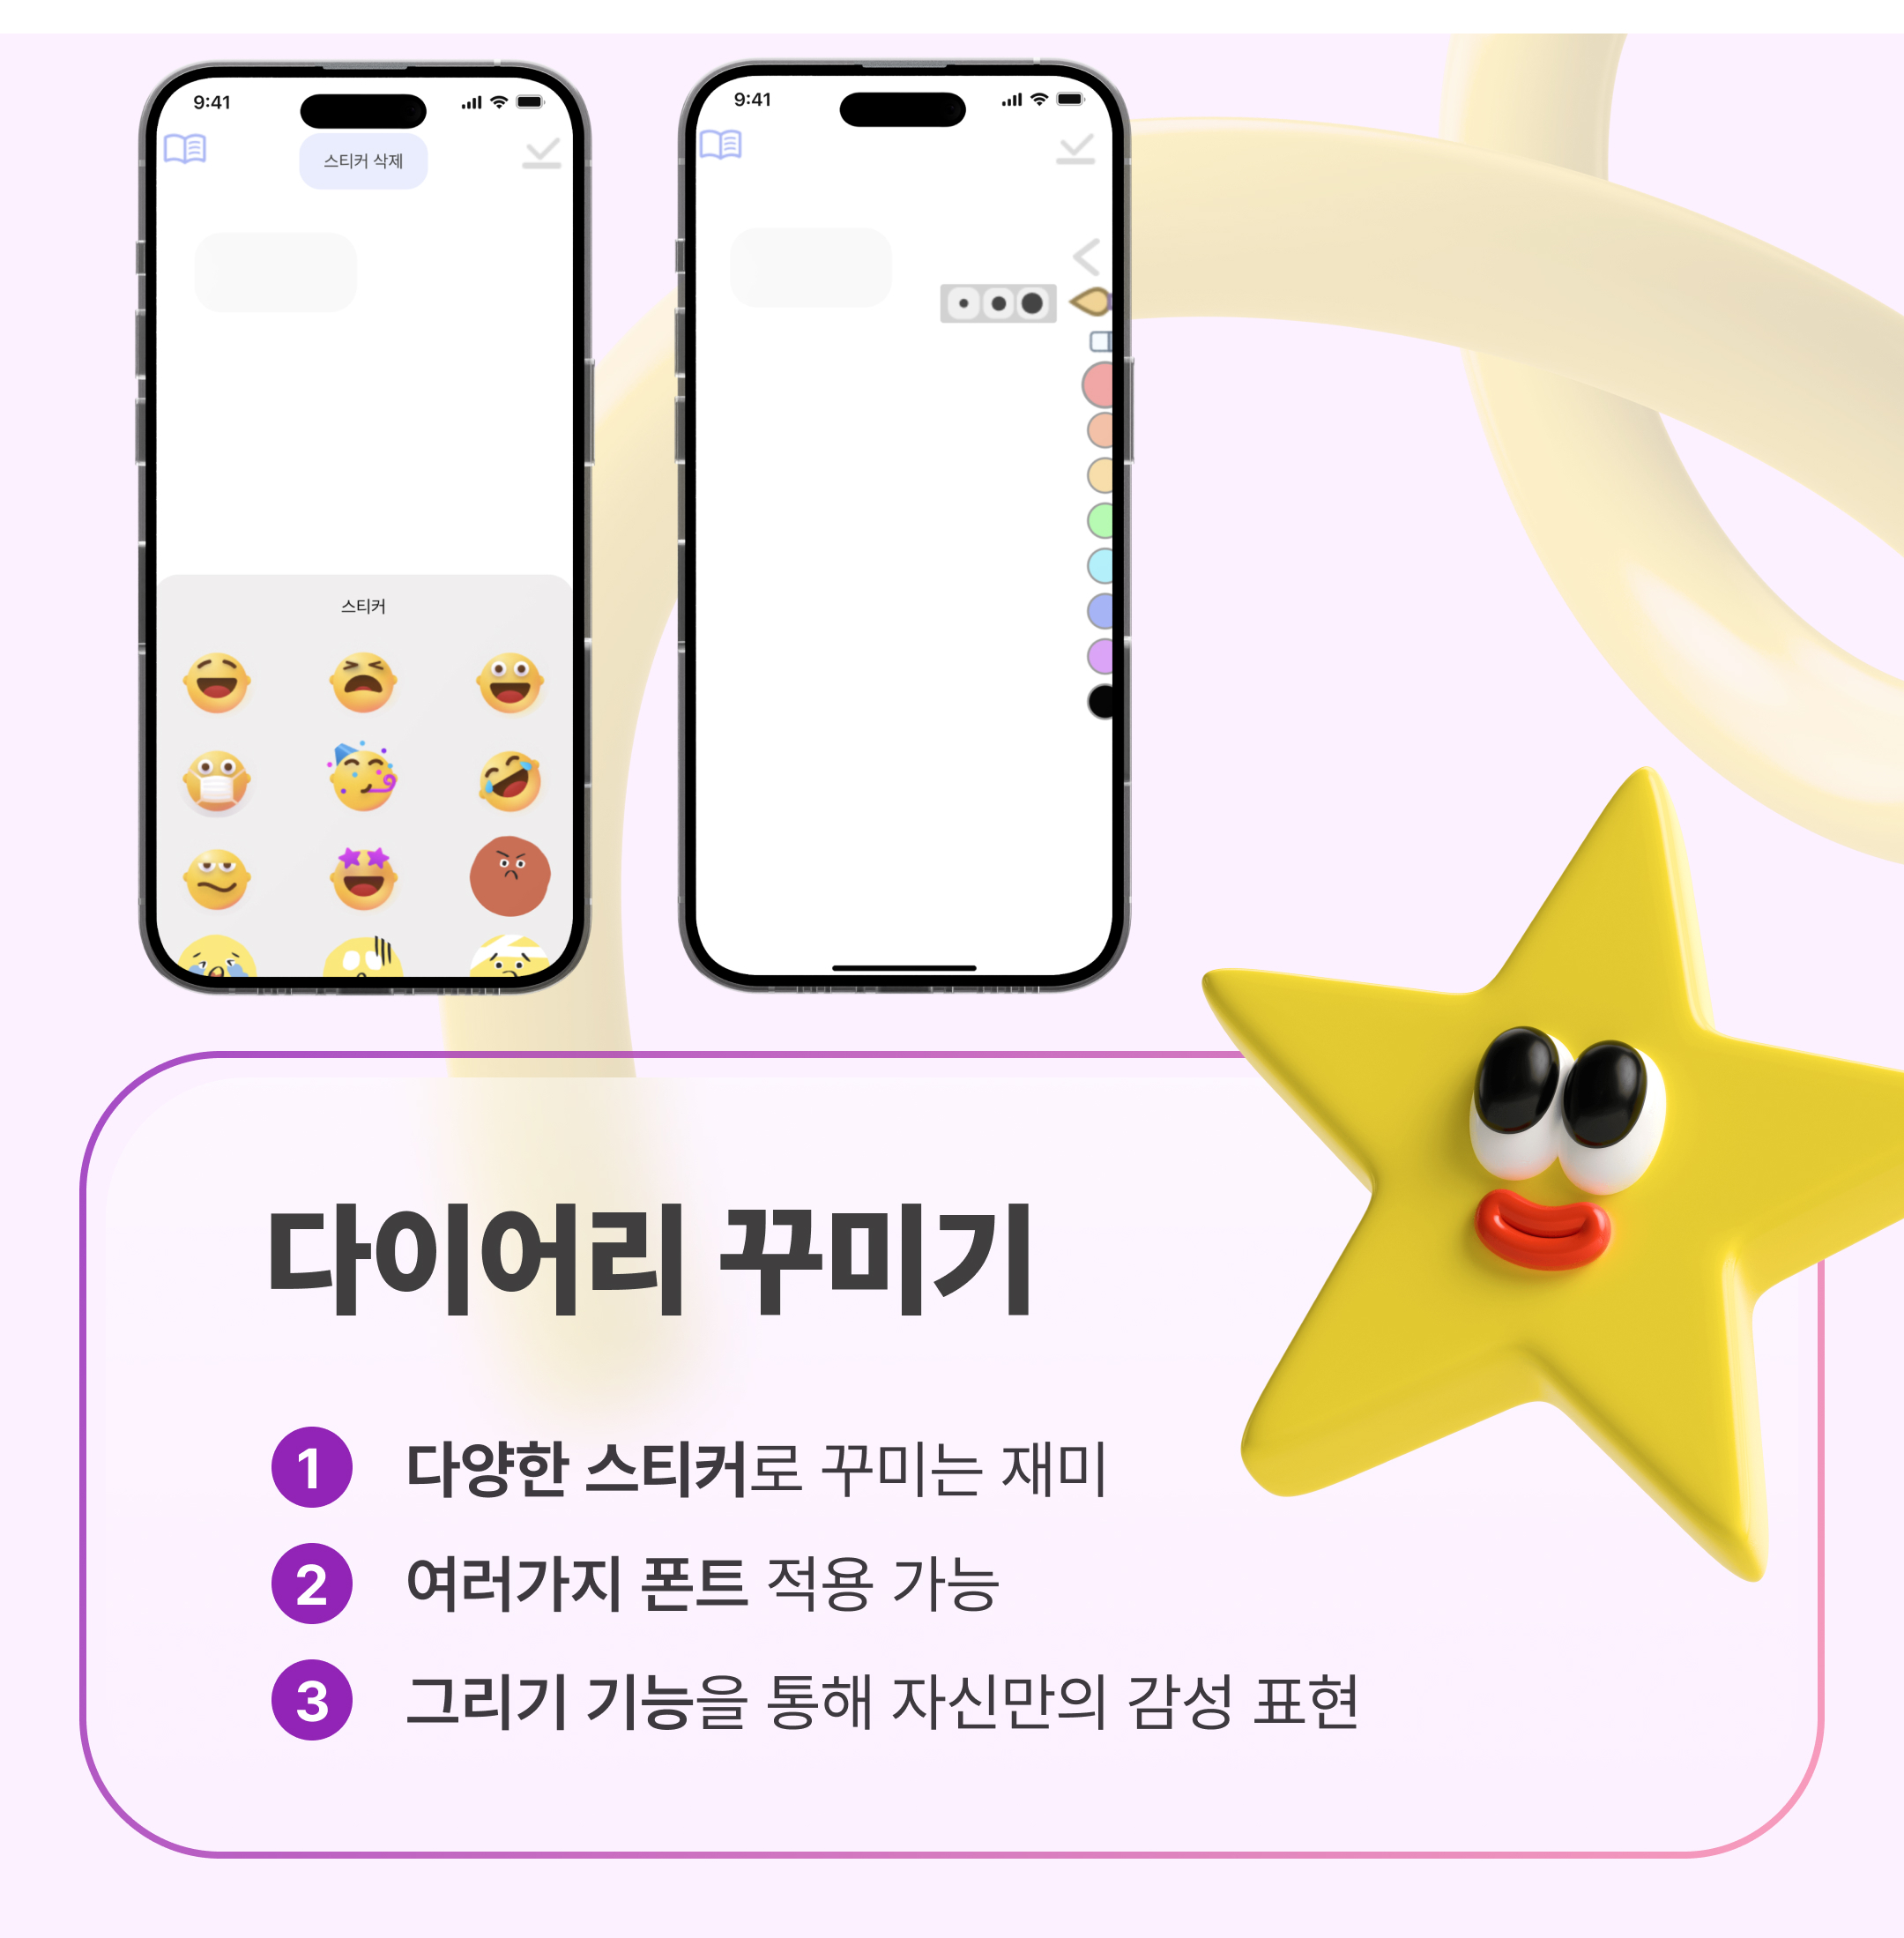 9:41
스티커 삭제
스티커
9:41
다이어리 꾸미기
1 다양한 스티커로 꾸미는 재미
2 여러가지 폰트 적용 가능
3 그리기 기능을 통해 자신만의 감성 표현